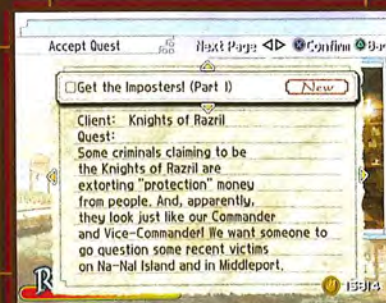 Accept Quest
Next Page Confirm
Get the Imposters! (Part I) New
Client: Knights of Razril
Quest:
Some criminals claiming to be
the Knights of Razril are
extorting "protection" money
from people. And, apparently,
they look just like our Commander
and Vice-Commander! We want someone to
go question some recent victims
on Na-Nal Island and in Middleport.
R